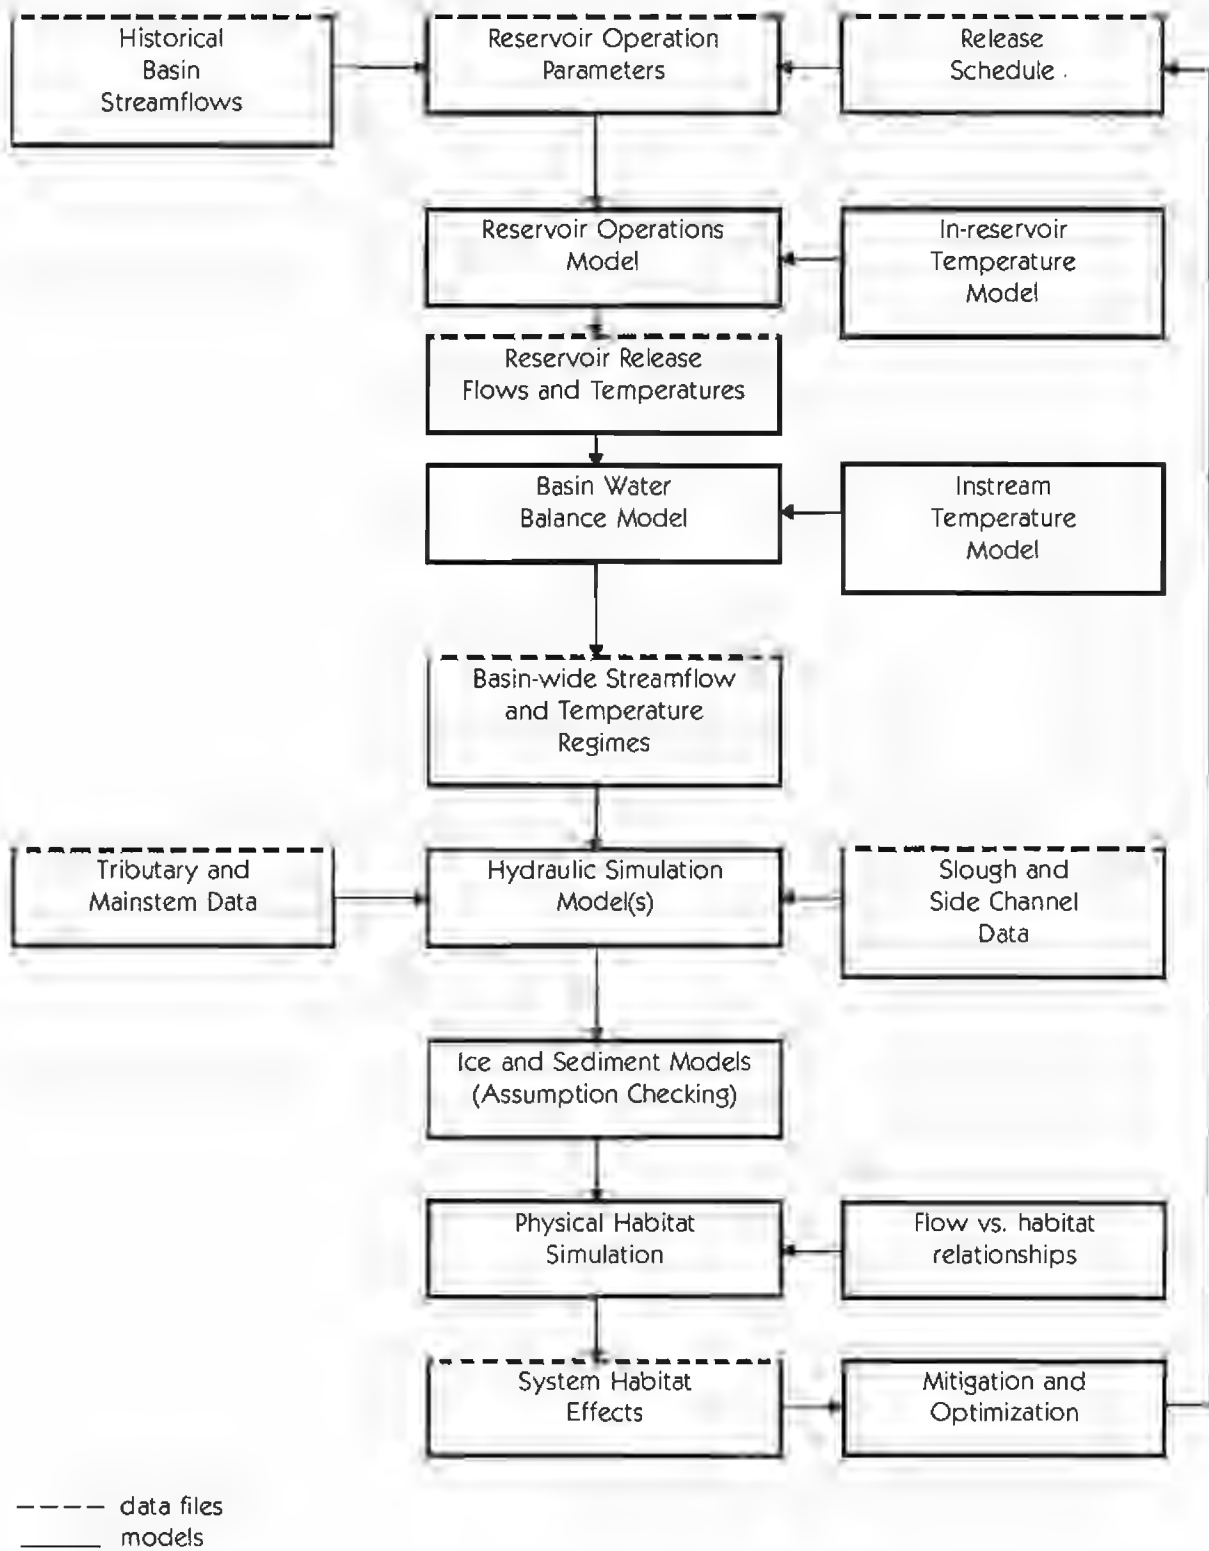 Historical
Basin
Streamflows
Reservoir Operation
Parameters
Release
Schedule
Reservoir Operations
Model
In-reservoir
Temperature
Model
Reservoir Release
Flows and Temperatures
Basin Water
Balance Model
Instream
Temperature
Model
Basin-wide Streamflow
and Temperature
Regimes
Tributary and
Mainstem Data
Hydraulic Simulation
Model(s)
Slough and
Side Channel
Data
Ice and Sediment Models
(Assumption Checking)
Physical Habitat
Simulation
Flow vs. habitat
relationships
System Habitat
Effects
Mitigation and
Optimization
data files
models